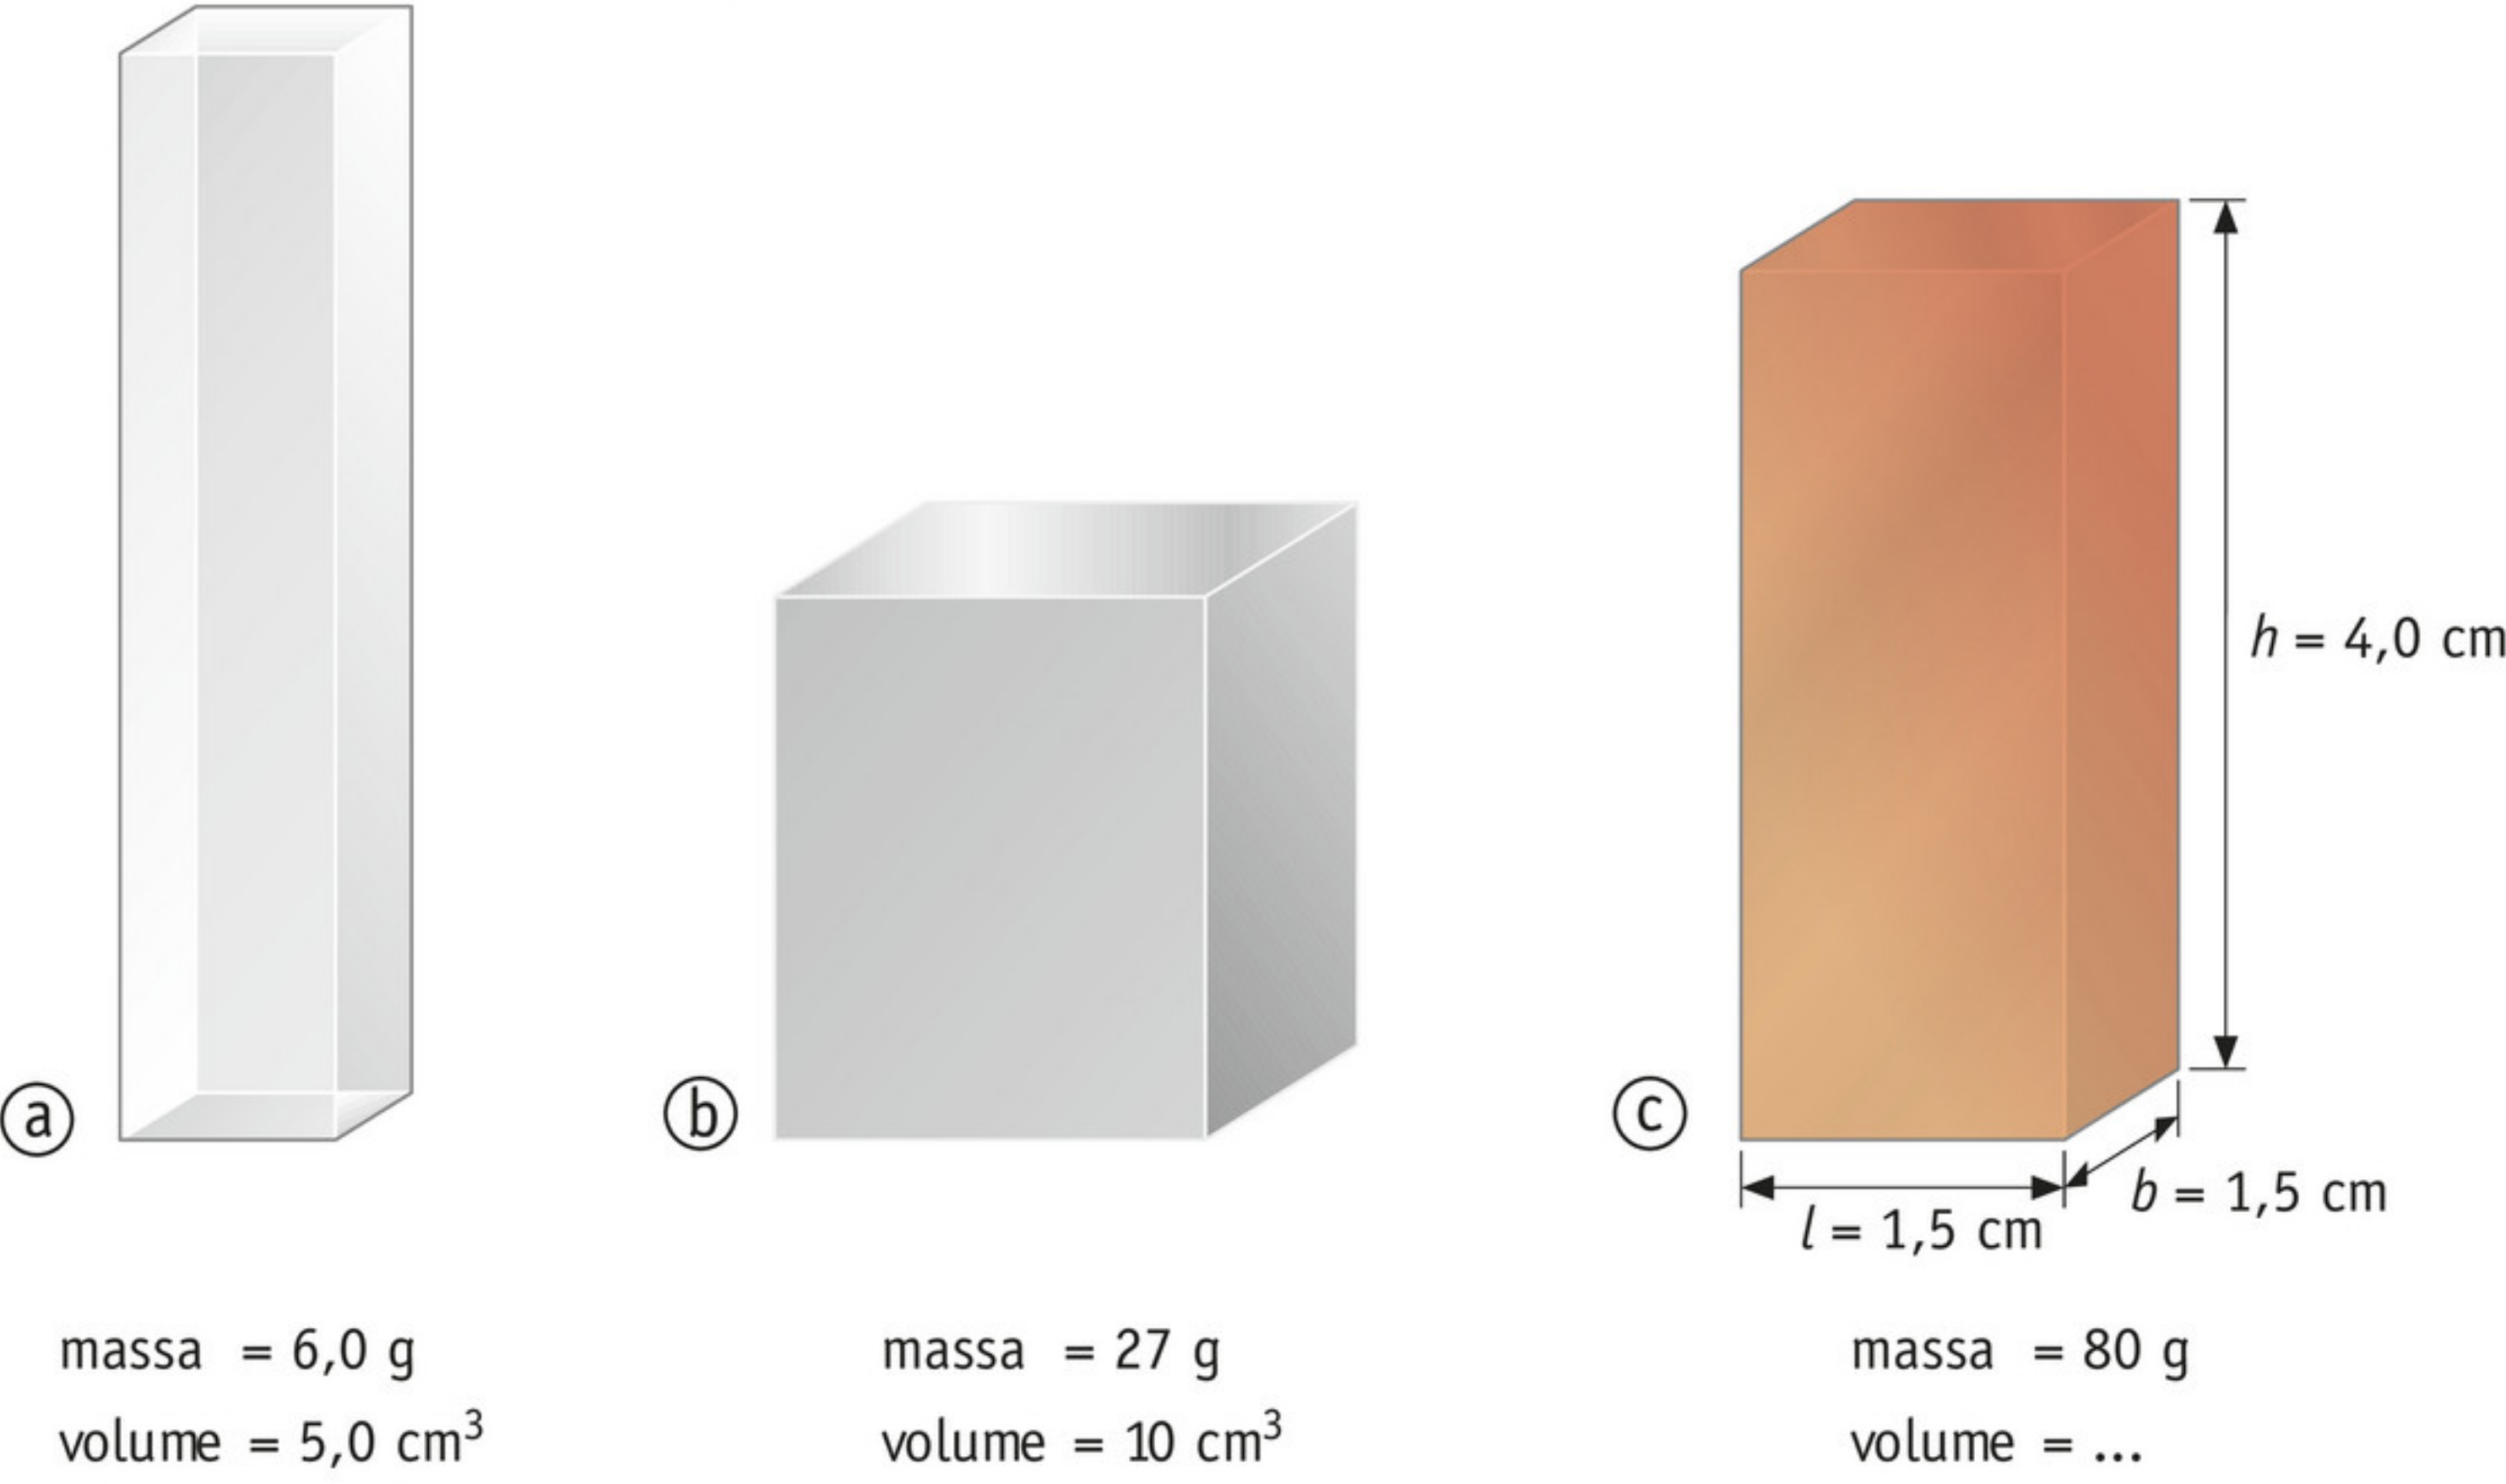 a
massa = 6,0 g
volume = 5,0 cm³
b
massa = 27 g
volume = 10 cm³
c
h = 4,0 cm
b = 1,5 cm
l = 1,5 cm
massa = 80 g
volume = ...